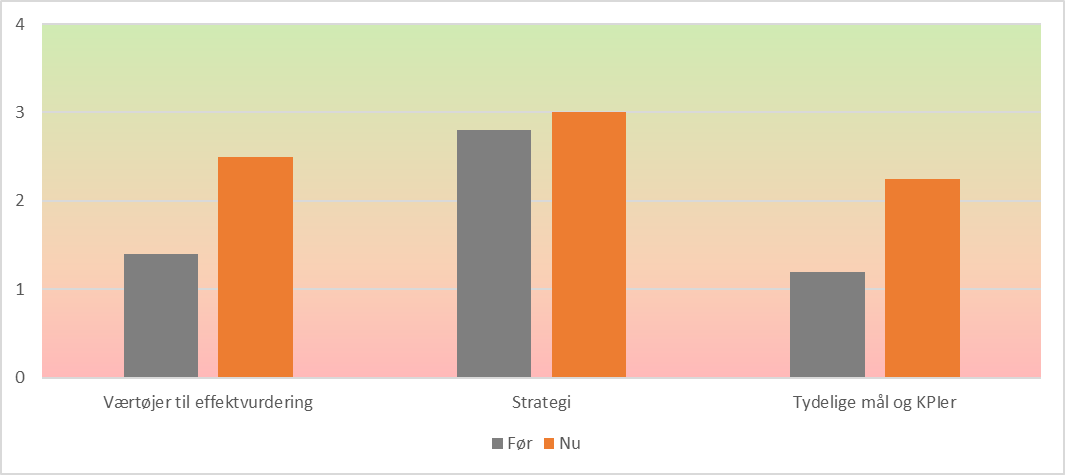 4
3
2
1
0
Værtøjer til effektvurdering
Strategi
Tydelige mål og KPIer
Før
Nu